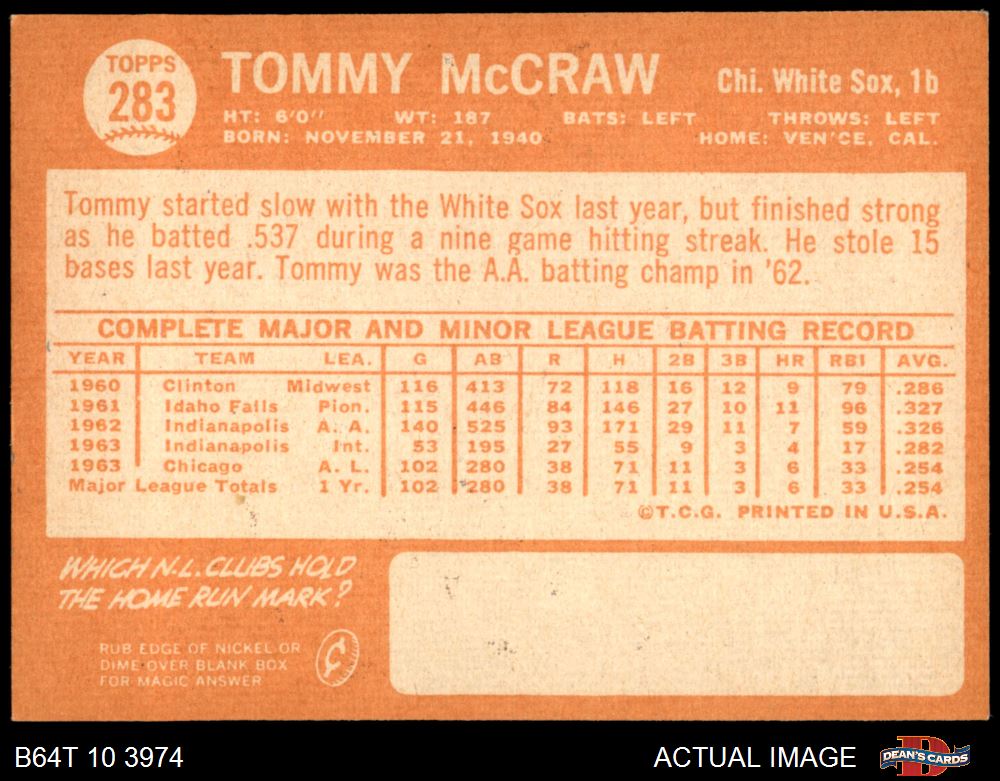 TOPPS
283
TOMMY McCRAW Chi. White Sox, 1b
HT: 6'0" WT: 187 BATS: LEFT THROWS: LEFT
BORN: NOVEMBER 21, 1940 HOME: VEN'CE, CAL.
Tommy started slow with the White Sox last year, but finished strong
as he batted .537 during a nine game hitting streak. He stole 15
bases last year. Tommy was the A.A. batting champ in '62.
COMPLETE MAJOR AND MINOR LEAGUE BATTING RECORD
YEAR TEAM LEA. G AB R H 2B 3B HR RBI AVG.
1960 Clinton Midwest 116 413 72 118 16 12 9 79 .286
1961 Idaho Falls Pion. 115 446 84 146 27 10 11 96 .327
1962 Indianapolis A. A. 140 525 93 171 29 11 7 59 .326
1963 Indianapolis Int. 53 195 27 55 9 3 4 17 .282
1963 Chicago A. L. 102 280 38 71 11 3 6 33 .254
Major League Totals 1 Yr. 102 280 38 71 11 3 6 33 .254
©T.C.G. PRINTED IN U.S.A.
WHICH N.L. CLUBS HOLD
THE HOME RUN MARK?
RUB EDGE OF NICKEL OR
DIME OVER BLANK BOX
FOR MAGIC ANSWER
¢
B64T 10 3974 ACTUAL IMAGE DEAN'S CARDS